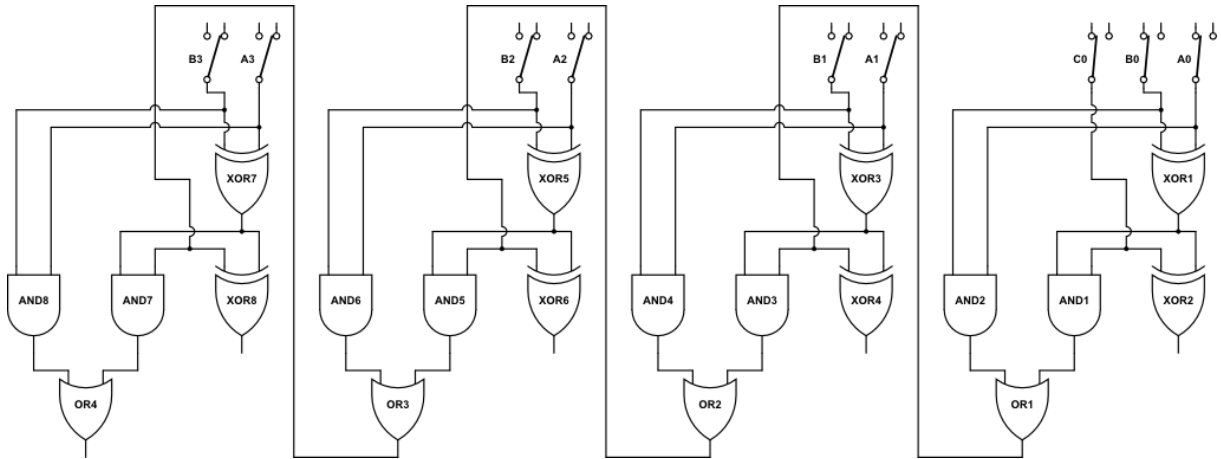 B3 A3 B2 A2 B1 A1 C0 B0 A0
XOR7 XOR5 XOR3 XOR1
AND8 AND7 XOR8 AND6 AND5 XOR6 AND4 AND3 XOR4 AND2 AND1 XOR2
OR4 OR3 OR2 OR1